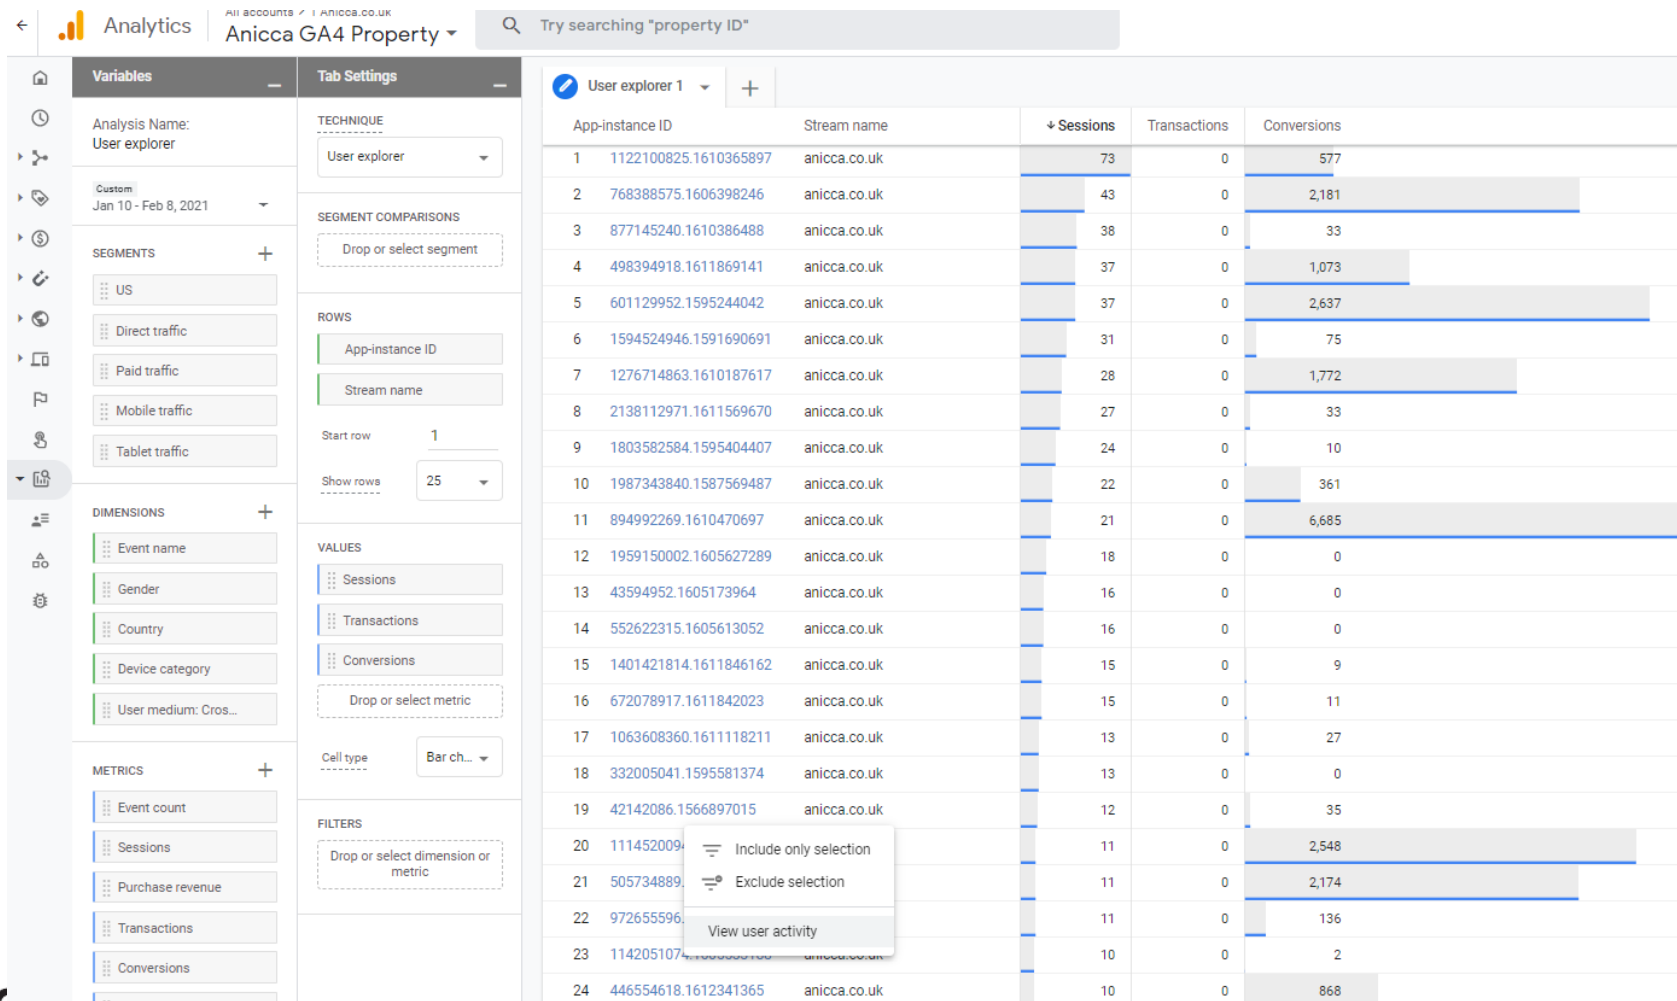 All accounts > 1 Anicca.co.uk
Analytics
Anicca GA4 Property
Try searching "property ID"
Variables
Analysis Name:
User explorer
Custom
Jan 10 - Feb 8, 2021
SEGMENTS
US
Direct traffic
Paid traffic
Mobile traffic
Tablet traffic
DIMENSIONS
Event name
Gender
Country
Device category
User medium: Cros...
METRICS
Event count
Sessions
Purchase revenue
Transactions
Conversions
Tab Settings
TECHNIQUE
User explorer
SEGMENT COMPARISONS
Drop or select segment
ROWS
App-instance ID
Stream name
Start row 1
Show rows 25
VALUES
Sessions
Transactions
Conversions
Drop or select metric
Cell type Bar ch...
FILTERS
Drop or select dimension or
metric
User explorer 1
App-instance ID Stream name Sessions Transactions Conversions
1 1122100825.1610365897 anicca.co.uk 73 0 577
2 768388575.1606398246 anicca.co.uk 43 0 2,181
3 877145240.1610386488 anicca.co.uk 38 0 33
4 498394918.1611869141 anicca.co.uk 37 0 1,073
5 601129952.1595244042 anicca.co.uk 37 0 2,637
6 1594524946.1591690691 anicca.co.uk 31 0 75
7 1276714863.1610187617 anicca.co.uk 28 0 1,772
8 2138112971.1611569670 anicca.co.uk 27 0 33
9 1803582584.1595404407 anicca.co.uk 24 0 10
10 1987343840.1587569487 anicca.co.uk 22 0 361
11 894992269.1610470697 anicca.co.uk 21 0 6,685
12 1959150002.1605627289 anicca.co.uk 18 0 0
13 43594952.1605173964 anicca.co.uk 16 0 0
14 552622315.1605613052 anicca.co.uk 16 0 0
15 1401421814.1611846162 anicca.co.uk 15 0 9
16 672078917.1611842023 anicca.co.uk 15 0 11
17 1063608360.1611118211 anicca.co.uk 13 0 27
18 332005041.1595581374 anicca.co.uk 13 0 0
19 42142086.1566897015 anicca.co.uk 12 0 35
20 111452009 11 0 2,548
21 505734889. 11 0 2,174
22 972655596. 11 0 136
23 1142051074. anicca.co.uk 10 0 2
24 446554618.1612341365 anicca.co.uk 10 0 868
Include only selection
Exclude selection
View user activity